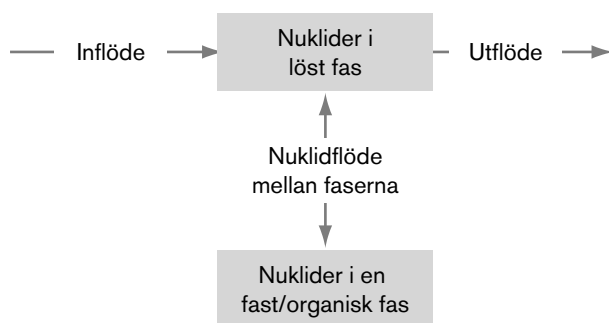 Inflöde
Nuklider i
löst fas
Utflöde
Nuklidflöde
mellan faserna
Nuklider i en
fast/organisk fas